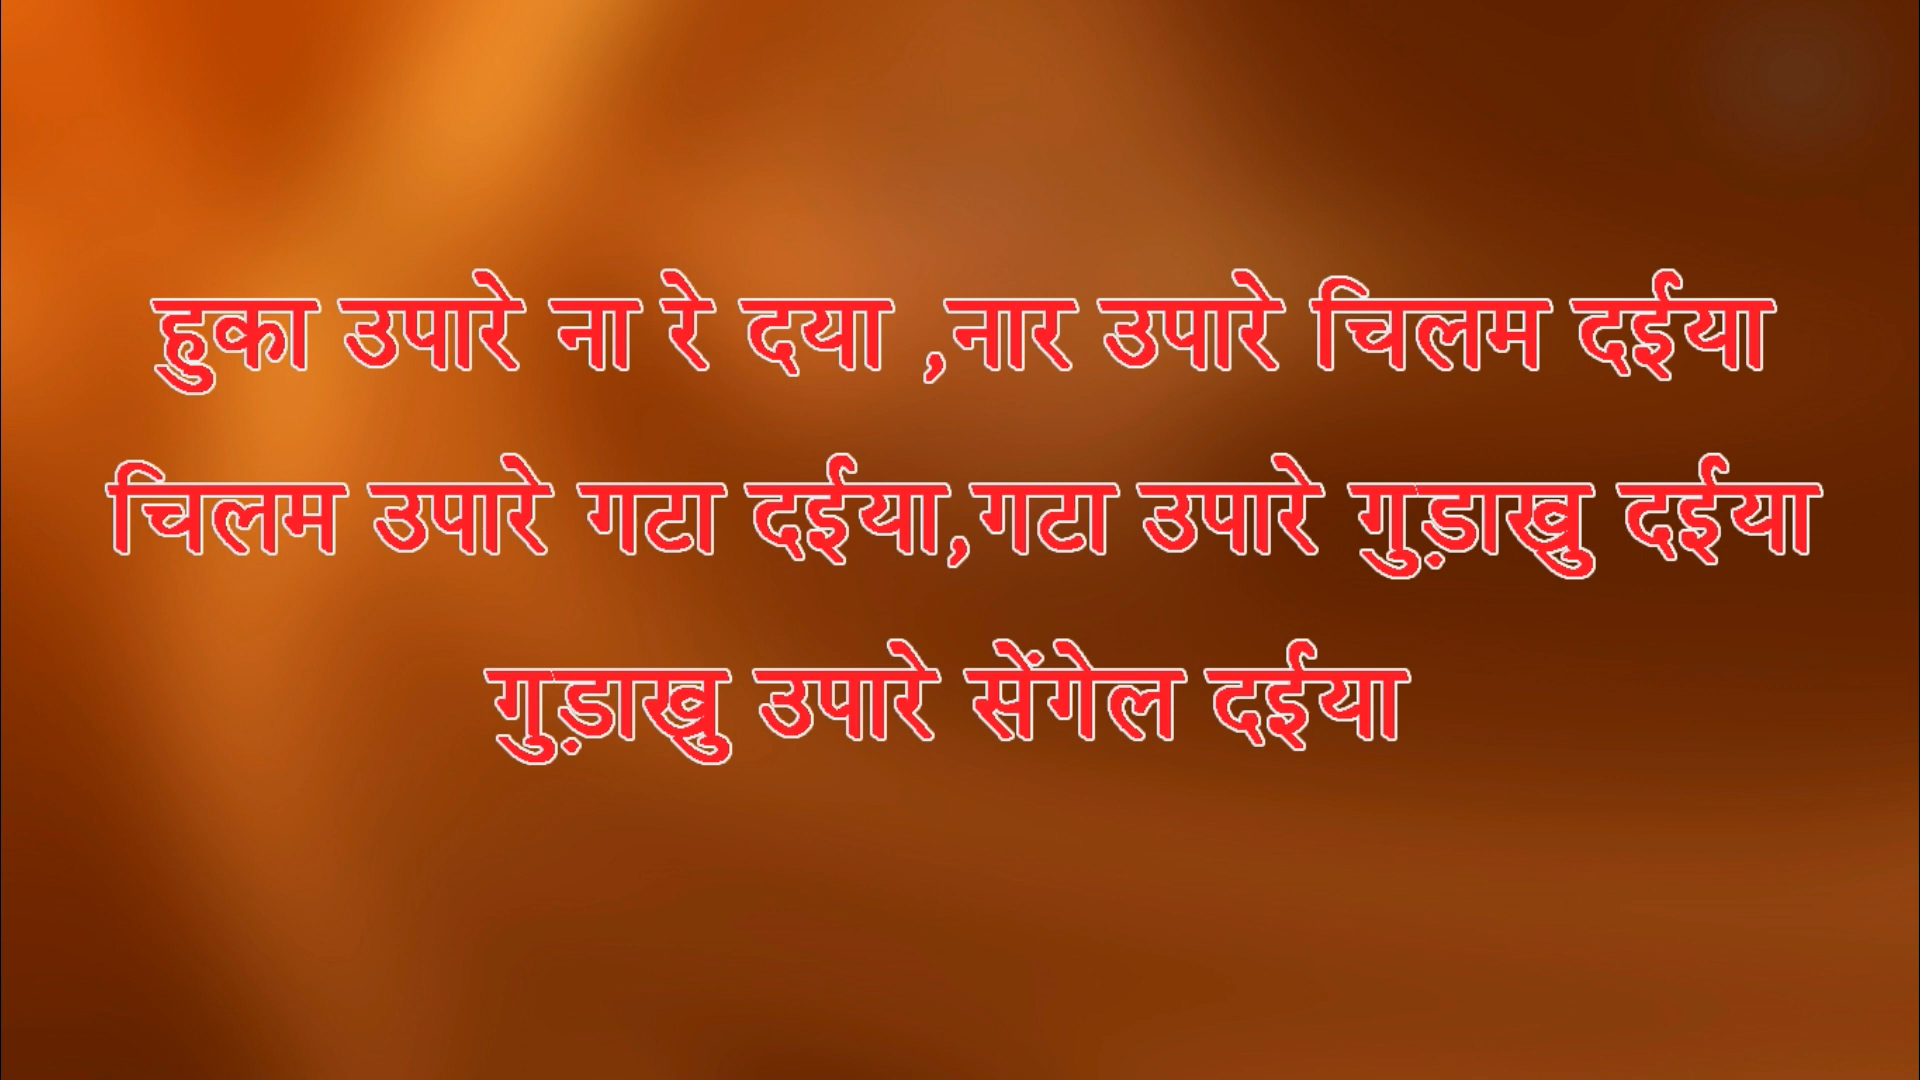 हुका उपारे ना रे दया ,नार उपारे चिलम दईया
चिलम उपारे गटा दईया,गटा उपारे गुड़ाखु दईया
गुड़ाखु उपारे सेंगेल दईया